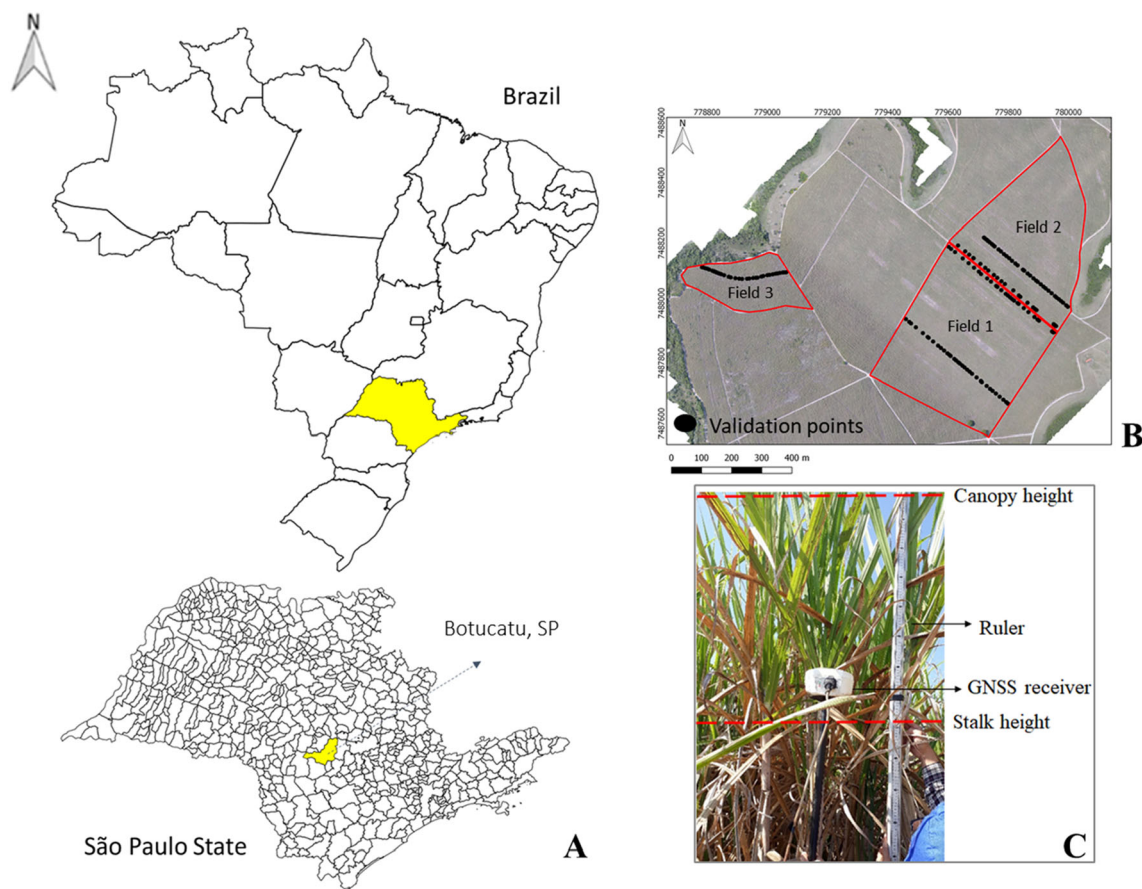 N
Brazil
Botucatu, SP
São Paulo State
A
778800 779000 779200 779400 779600 779800 780000
7488600
7488400
7488200
7488000
7487800
7487600
N
Field 2
Field 3
Field 1
Validation points
0 100 200 300 400 m
B
Canopy height
Ruler
GNSS receiver
Stalk height
C